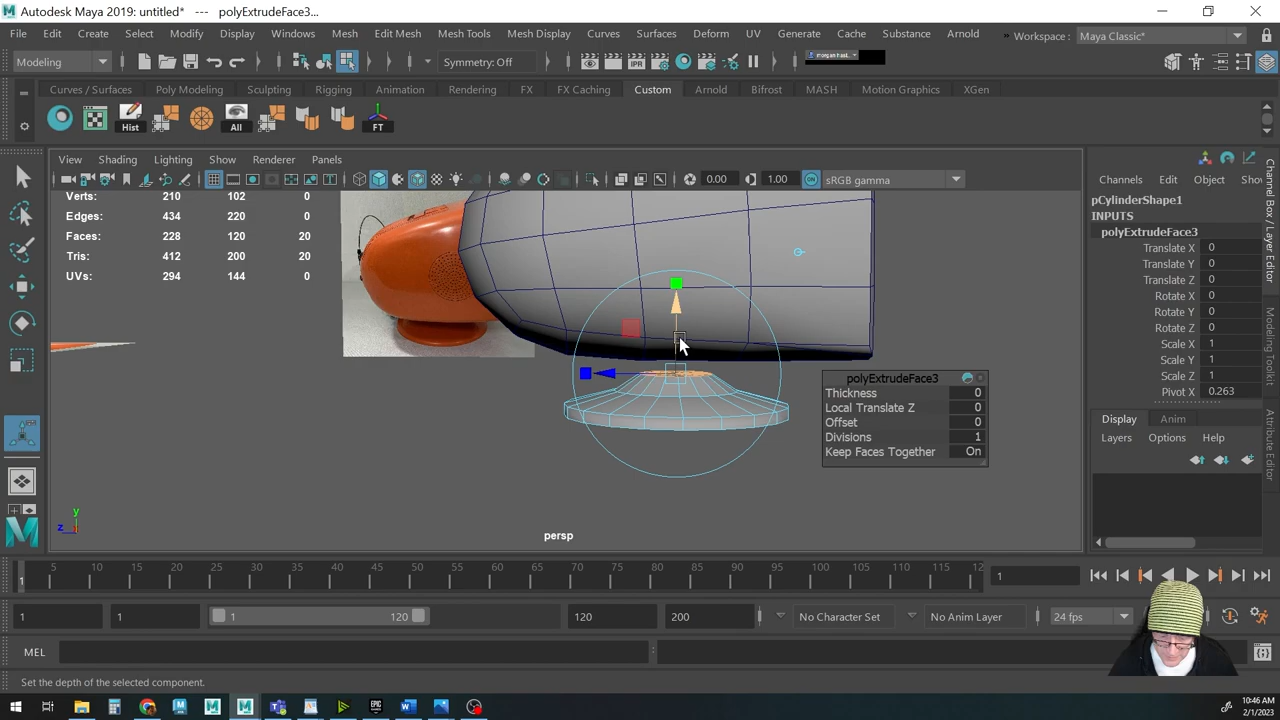 Autodesk Maya 2019: untitled* --- polyExtrudeFace3...
File Edit Create Select Modify Display Windows Mesh Edit Mesh Mesh Tools Mesh Display Curves Surfaces Deform UV Generate Cache Substance Arnold » Workspace : Maya Classic*
Modeling Symmetry: Off
Curves / Surfaces Poly Modeling Sculpting Rigging Animation Rendering FX FX Caching Custom Arnold Bifrost MASH Motion Graphics XGen
Hist All FT
View Shading Lighting Show Renderer Panels
0.00 1.00 sRGB gamma
Verts: 210 102 0
Edges: 434 220 0
Faces: 228 120 20
Tris: 412 200 20
UVs: 294 144 0
polyExtrudeFace3
Thickness 0
Local Translate Z 0
Offset 0
Divisions 1
Keep Faces Together On
y
z
persp
Channels Edit Object Show
pCylinderShape1
INPUTS
polyExtrudeFace3
Translate X 0
Translate Y 0
Translate Z 0
Rotate X 0
Rotate Y 0
Rotate Z 0
Scale X 1
Scale Y 1
Scale Z 1
Pivot X 0.263
Display Anim
Layers Options Help
Channel Box / Layer Editor
Modeling Toolkit
Attribute Editor
1 5 10 15 20 25 30 35 40 45 50 55 60 65 70 75 80 85 90 95 100 105 110 115 12 1
1 1 1 120 120 200 No Character Set No Anim Layer 24 fps
MEL
Set the depth of the selected component.
10:46 AM
2/1/2023